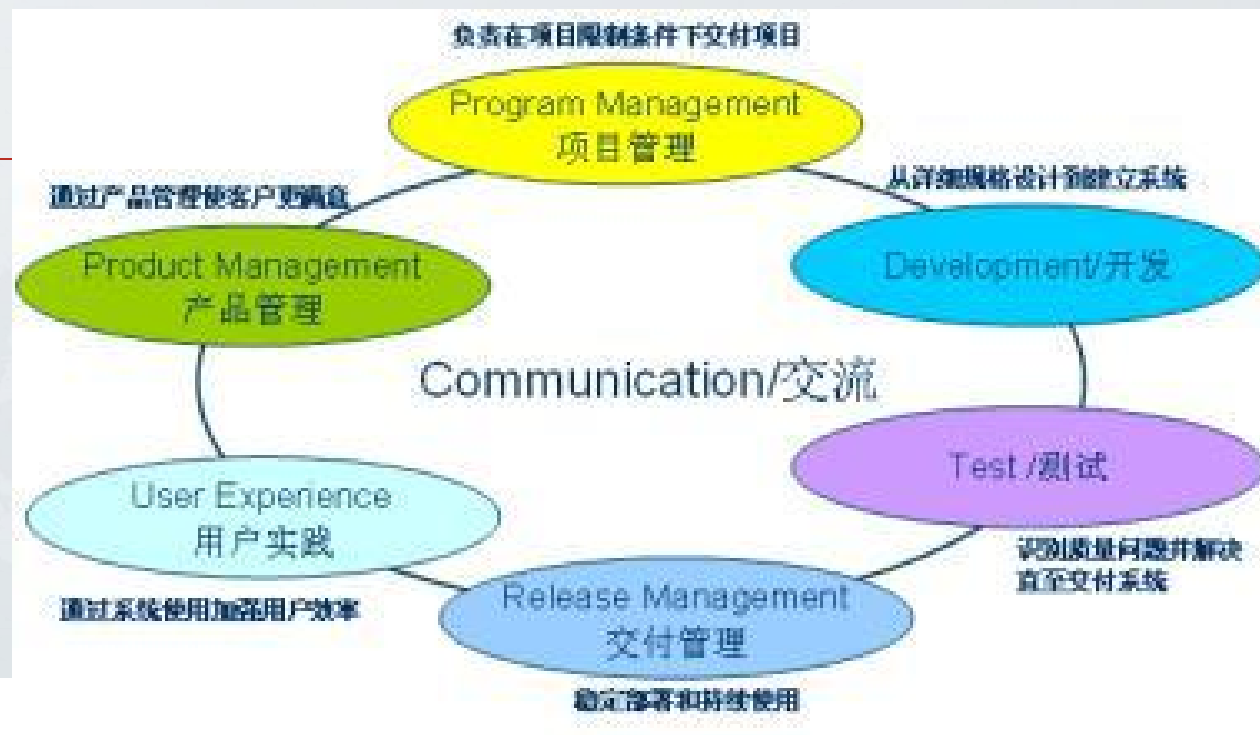 负责在项目限制条件下交付项目
Program Management
项目管理
从详细规格设计到建立系统
通过产品管理使客户更满意
Product Management
产品管理
Development/开发
Communication/交流
Test /测试
User Experience
用户实践
识别质量问题并解决
直至交付系统
Release Management
交付管理
通过系统使用加强用户效率
稳定部署和持续使用